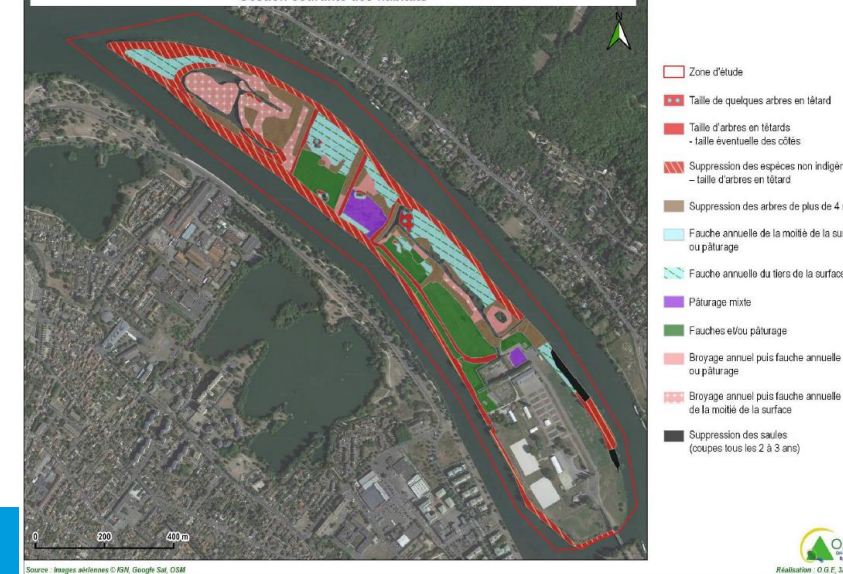 N
Zone d'étude
Taille de quelques arbres en têtard
Taille d'arbres en têtards
- taille éventuelle des côtés
Suppression des espèces non indigèn
– taille d'arbres en têtard
Suppression des arbres de plus de 4 
Fauche annuelle de la moitié de la sur
ou pâturage
Fauche annuelle du tiers de la surface
Pâturage mixte
Fauches et/ou pâturage
Broyage annuel puis fauche annuelle
ou pâturage
Broyage annuel puis fauche annuelle
de la moitié de la surface
Suppression des saules
(coupes tous les 2 à 3 ans)
0 200 400 m
Source : Images aériennes © IGN, Google Sat, OSM
Réalisation : O.G.E,